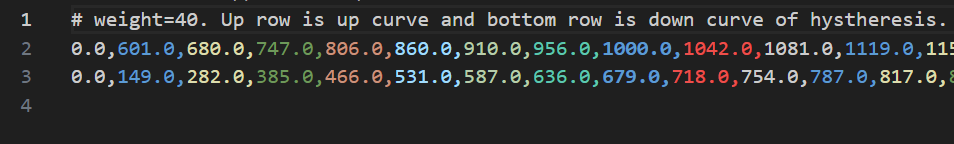 1 # weight=40. Up row is up curve and bottom row is down curve of hystheresis.
2 0.0,601.0,680.0,747.0,806.0,860.0,910.0,956.0,1000.0,1042.0,1081.0,1119.0,115
3 0.0,149.0,282.0,385.0,466.0,531.0,587.0,636.0,679.0,718.0,754.0,787.0,817.0,
4